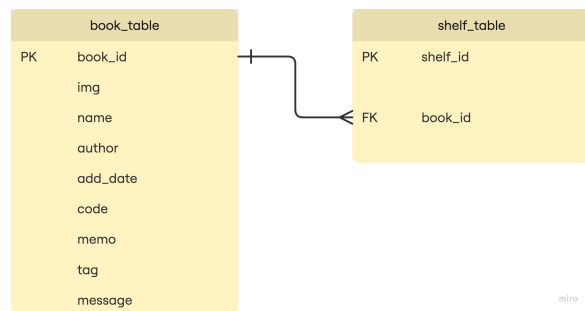 book_table
PK book_id
img
name
author
add_date
code
memo
tag
message
shelf_table
PK shelf_id
FK book_id
miro